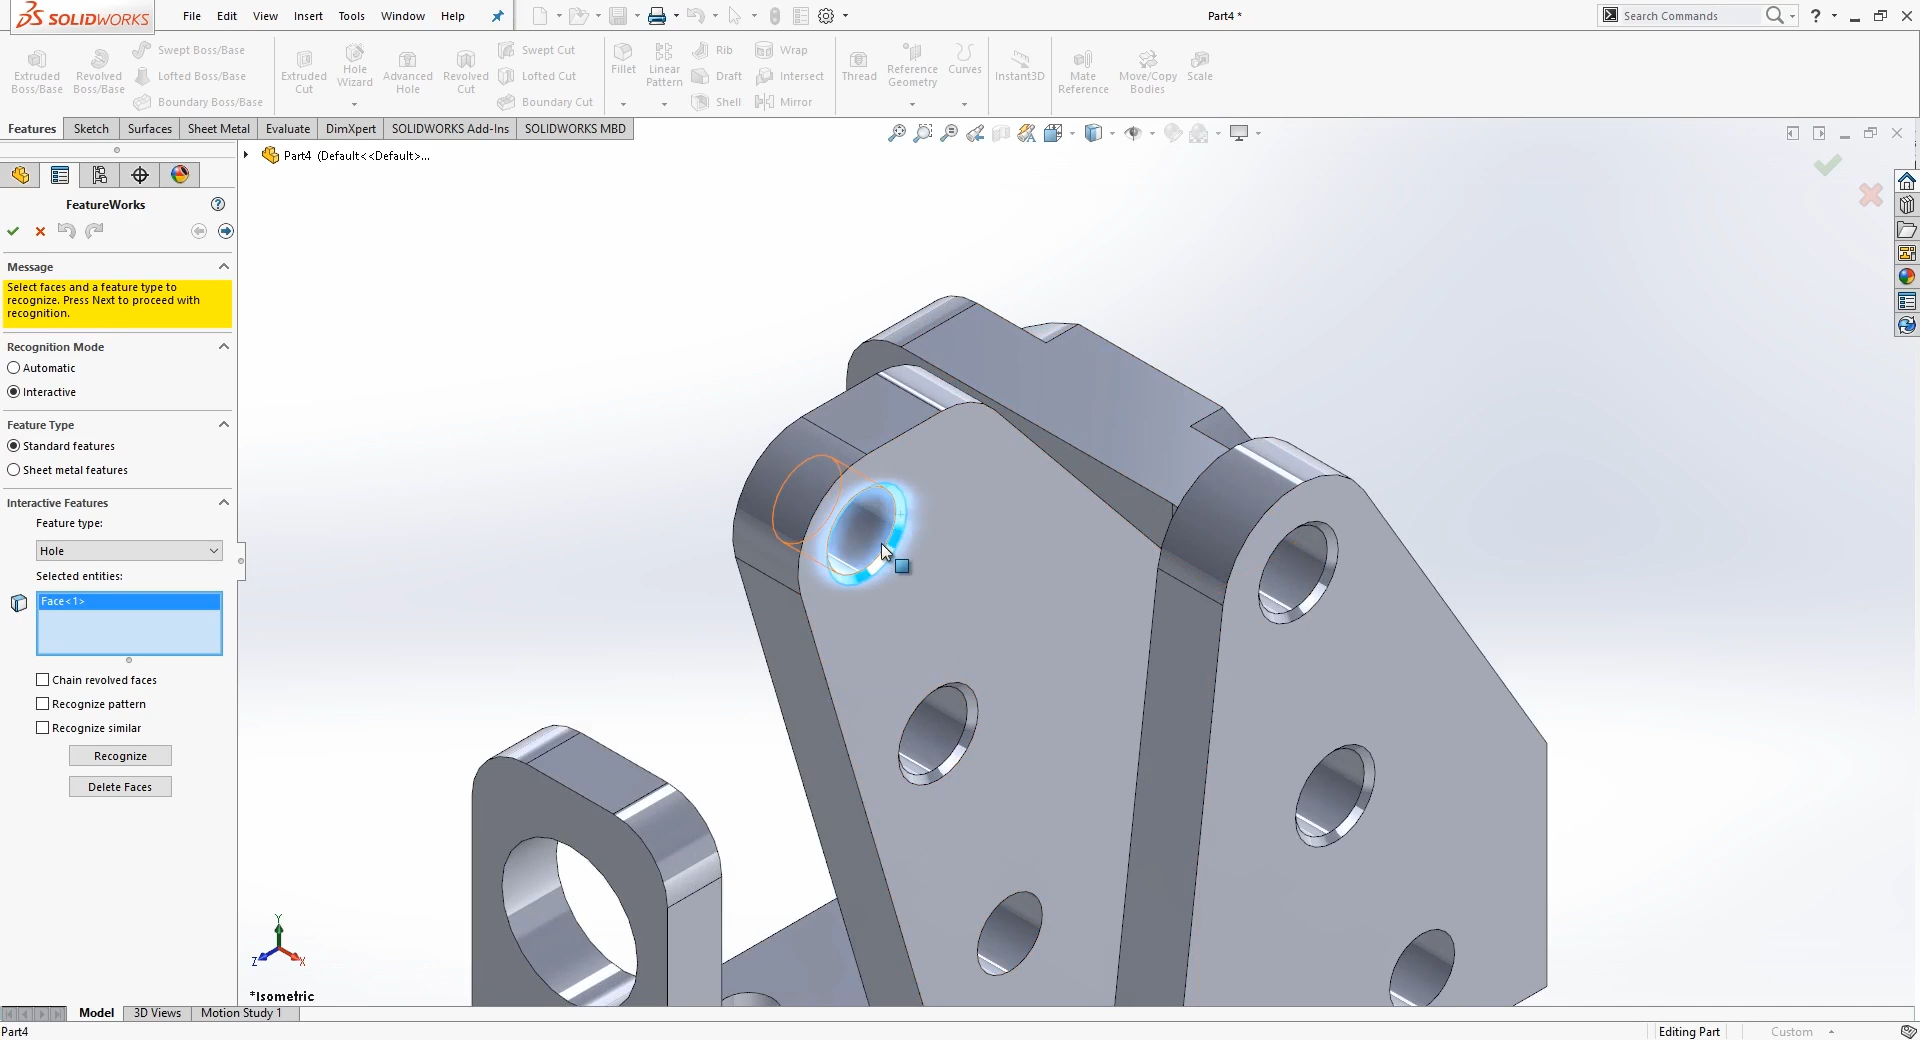 SOLIDWORKS
File Edit View Insert Tools Window Help
Part4 *
Search Commands
?
Extruded Boss/Base
Revolved Boss/Base
Swept Boss/Base
Lofted Boss/Base
Boundary Boss/Base
Extruded Cut
Hole Wizard
Advanced Hole
Revolved Cut
Swept Cut
Lofted Cut
Boundary Cut
Fillet
Linear Pattern
Rib
Draft
Shell
Wrap
Intersect
Mirror
Thread
Reference Geometry
Curves
Instant3D
Mate Reference
Move/Copy Bodies
Scale
Features Sketch Surfaces Sheet Metal Evaluate DimXpert SOLIDWORKS Add-Ins SOLIDWORKS MBD
Part4 (Default<<Default>...
FeatureWorks
?
Message
Select faces and a feature type to
recognize. Press Next to proceed with
recognition.
Recognition Mode
Automatic
Interactive
Feature Type
Standard features
Sheet metal features
Interactive Features
Feature type:
Hole
Selected entities:
Face<1>
Chain revolved faces
Recognize pattern
Recognize similar
Recognize
Delete Faces
Y
Z X
*Isometric
Model 3D Views Motion Study 1
Part4
Editing Part
Custom